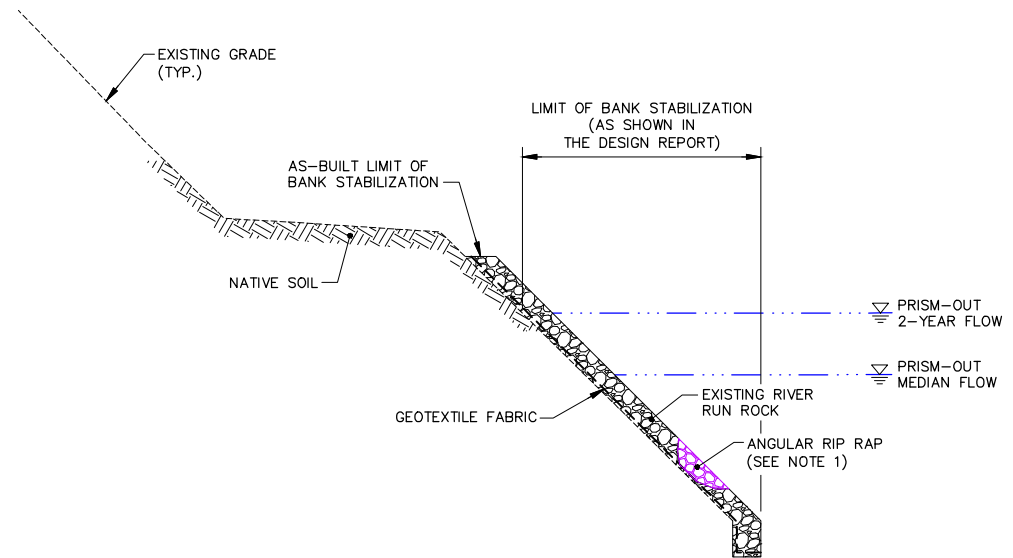 EXISTING GRADE
(TYP.)
LIMIT OF BANK STABILIZATION
(AS SHOWN IN
THE DESIGN REPORT)
AS-BUILT LIMIT OF
BANK STABILIZATION
NATIVE SOIL
PRISM-OUT
2-YEAR FLOW
PRISM-OUT
MEDIAN FLOW
EXISTING RIVER
RUN ROCK
GEOTEXTILE FABRIC
ANGULAR RIP RAP
(SEE NOTE 1)